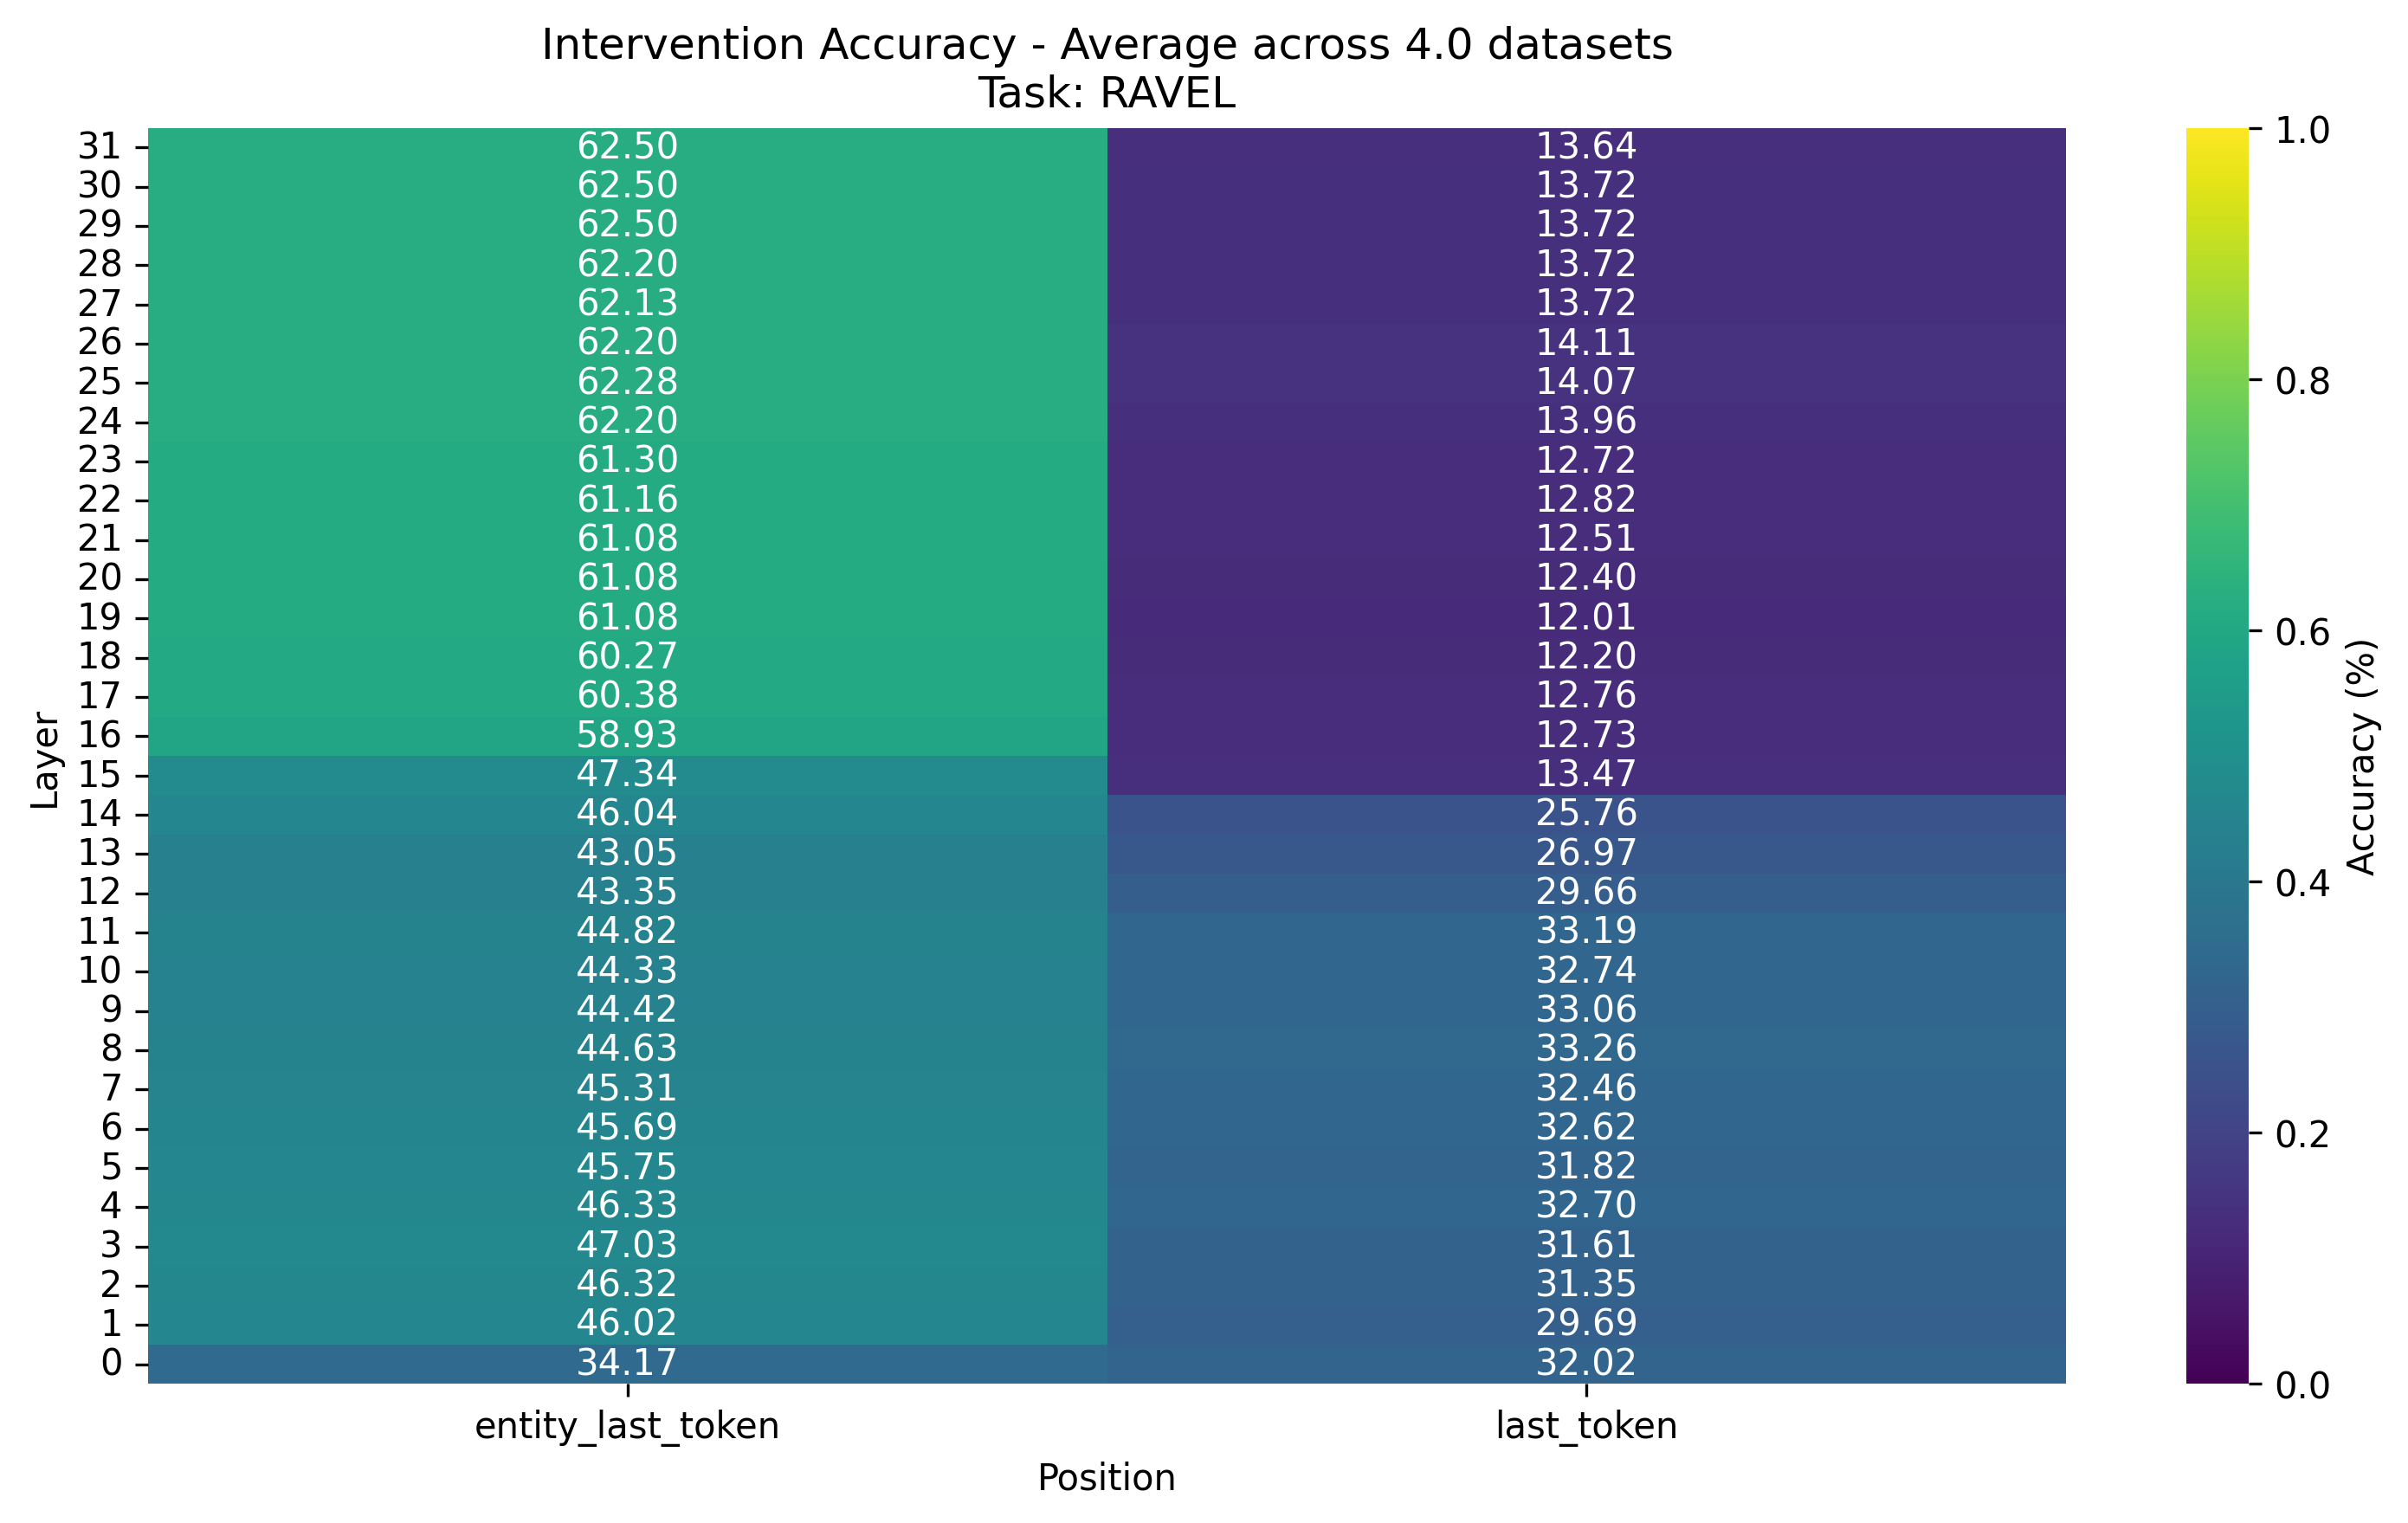 Intervention Accuracy - Average across 4.0 datasets
Task: RAVEL
31 62.50 13.64
30 62.50 13.72
29 62.50 13.72
28 62.20 13.72
27 62.13 13.72
26 62.20 14.11
25 62.28 14.07
24 62.20 13.96
23 61.30 12.72
22 61.16 12.82
21 61.08 12.51
20 61.08 12.40
19 61.08 12.01
18 60.27 12.20
17 60.38 12.76
16 58.93 12.73
15 47.34 13.47
14 46.04 25.76
13 43.05 26.97
12 43.35 29.66
11 44.82 33.19
10 44.33 32.74
9 44.42 33.06
8 44.63 33.26
7 45.31 32.46
6 45.69 32.62
5 45.75 31.82
4 46.33 32.70
3 47.03 31.61
2 46.32 31.35
1 46.02 29.69
0 34.17 32.02
Layer
entity_last_token last_token
Position
1.0
0.8
0.6
0.4
0.2
0.0
Accuracy (%)